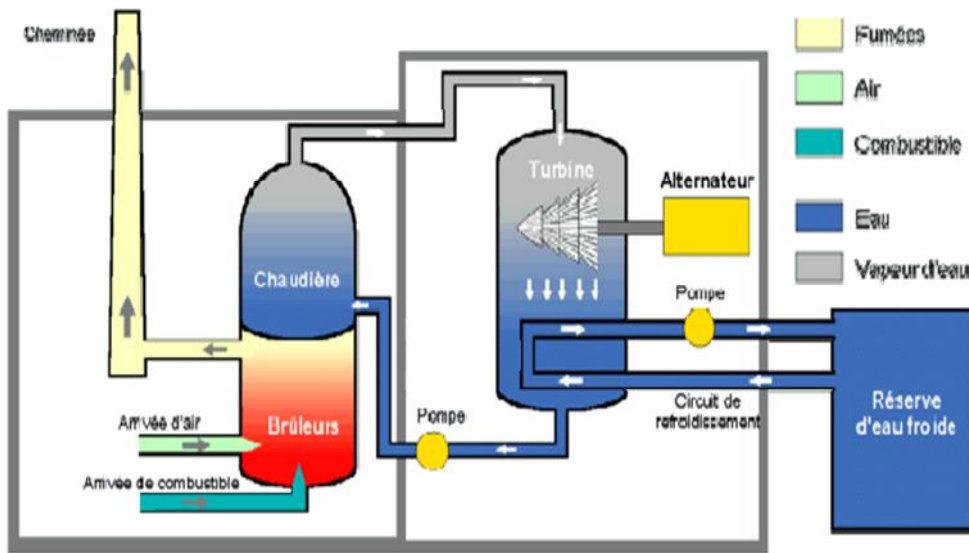 Cheminée
Fumées
Air
Combustible
Eau
Vapeur d'eau
Turbine
Alternateur
Chaudière
Pompe
Arrivée d'air
Brûleurs
Pompe
Circuit de
refroidissement
Réserve
d'eau froide
Arrivée de combustible